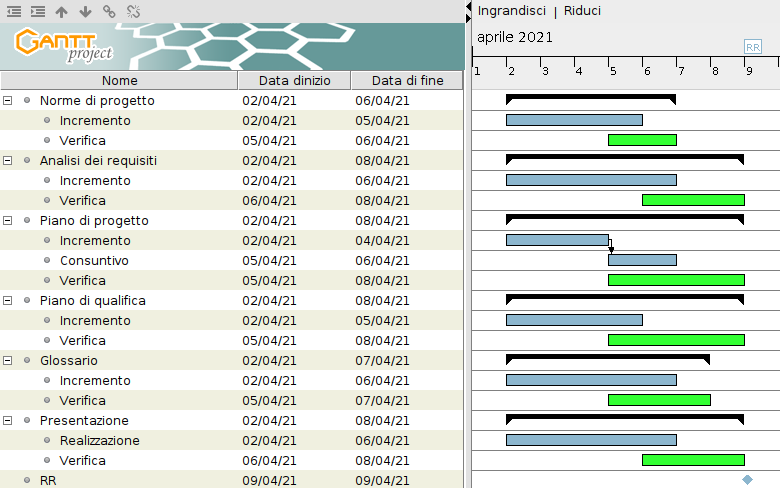 Ingrandisci | Riduci
GANTT project
aprile 2021
RR
1 2 3 4 5 6 7 8 9 1
Nome Data dinizio Data di fine
Norme di progetto 02/04/21 06/04/21
Incremento 02/04/21 05/04/21
Verifica 05/04/21 06/04/21
Analisi dei requisiti 02/04/21 08/04/21
Incremento 02/04/21 06/04/21
Verifica 06/04/21 08/04/21
Piano di progetto 02/04/21 08/04/21
Incremento 02/04/21 04/04/21
Consuntivo 05/04/21 06/04/21
Verifica 05/04/21 08/04/21
Piano di qualifica 02/04/21 08/04/21
Incremento 02/04/21 05/04/21
Verifica 05/04/21 08/04/21
Glossario 02/04/21 07/04/21
Incremento 02/04/21 06/04/21
Verifica 05/04/21 07/04/21
Presentazione 02/04/21 08/04/21
Realizzazione 02/04/21 06/04/21
Verifica 06/04/21 08/04/21
RR 09/04/21 09/04/21